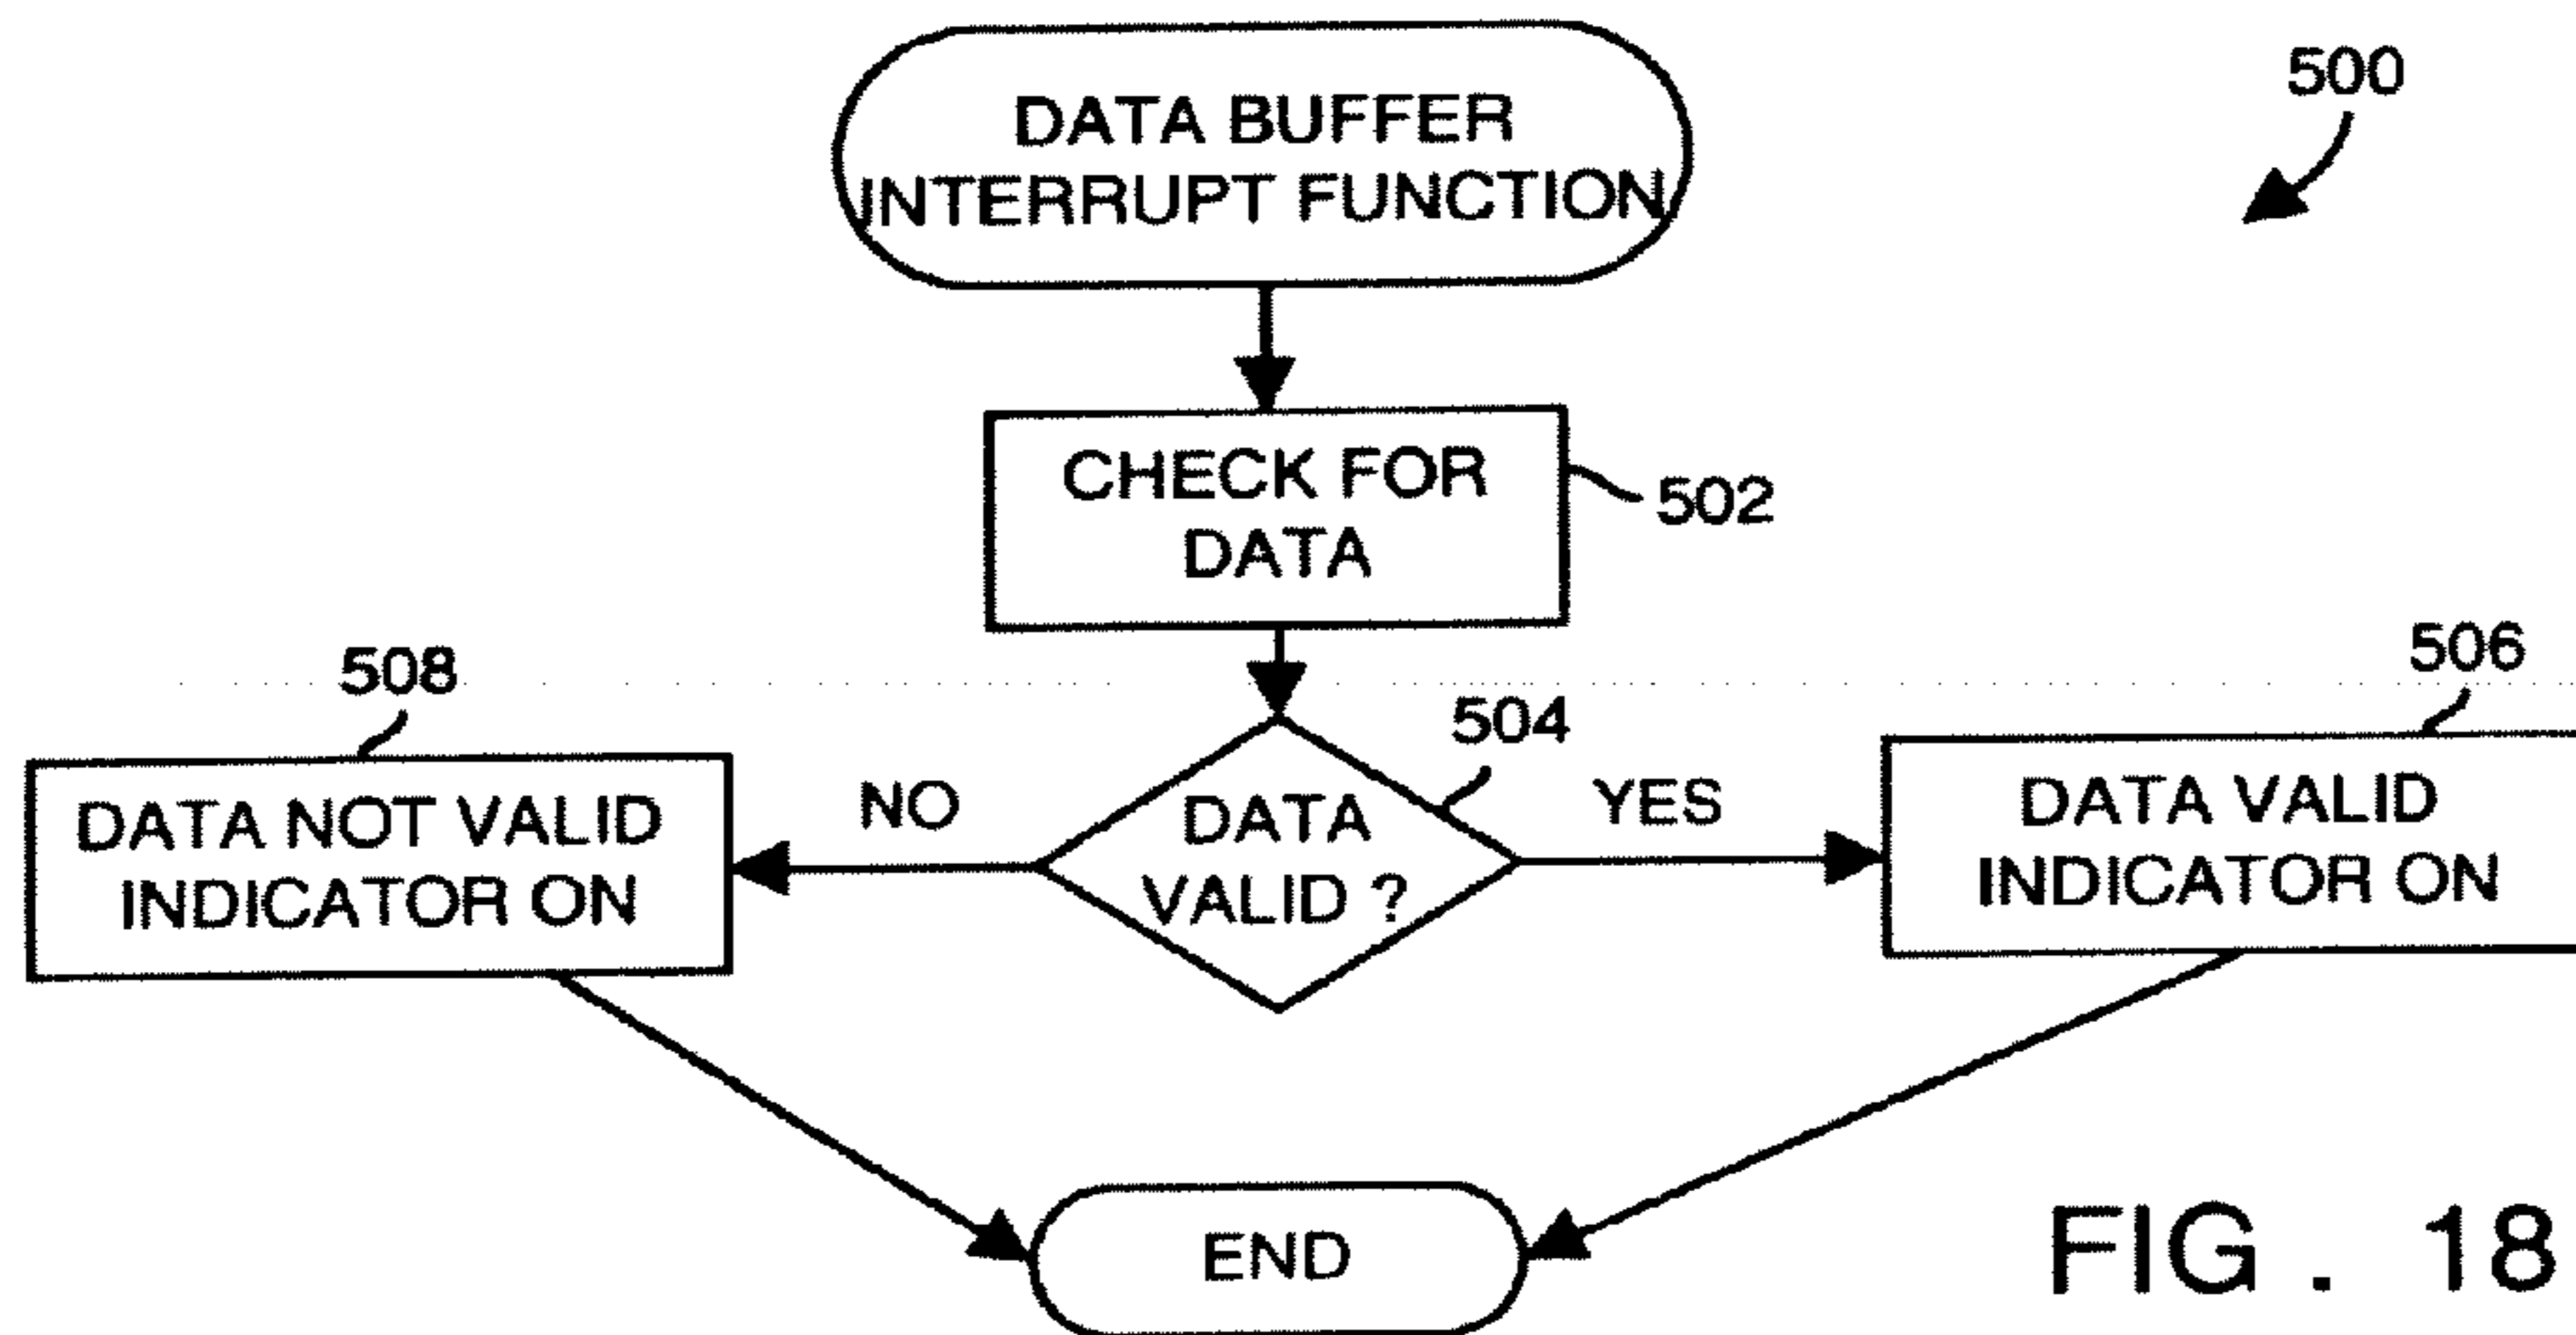 DATA BUFFER
INTERRUPT FUNCTION
500
CHECK FOR
DATA
502
508
506
504
DATA NOT VALID
INDICATOR ON
NO
DATA
VALID ?
YES
DATA VALID
INDICATOR ON
END
FIG . 18